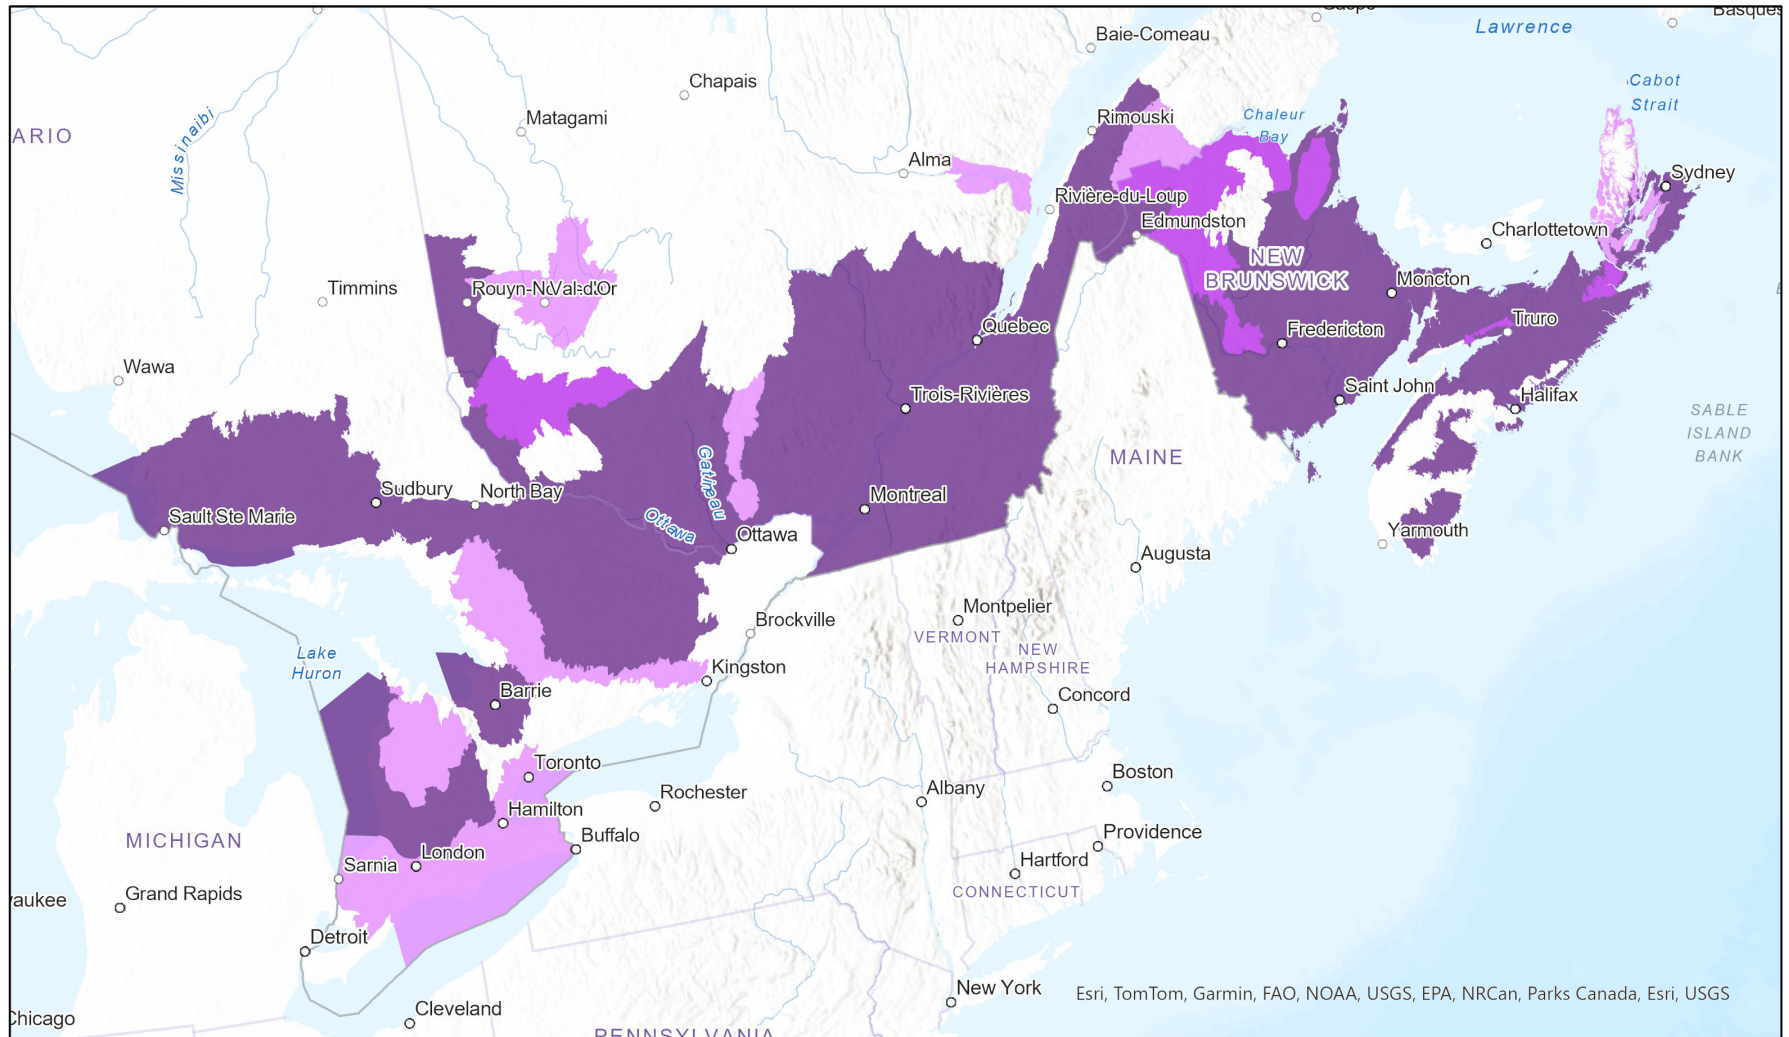 Lawrence
Baie-Comeau
Cabot
Strait
Chapais
Matagami
Rimouski
Chaleur
Bay
ARIO
Missinaibi
Alma
Sydney
Rivière-du-Loup
Edmundston
Charlottetown
NEW
BRUNSWICK
Moncton
Timmins
Val-d'Or
Truro
Quebec
Fredericton
Wawa
Saint John
Trois-Rivières
Halifax
SABLE
ISLAND
BANK
MAINE
Gatineau
Sudbury
North Bay
Montreal
Sault Ste Marie
Ottawa
Ottawa
Yarmouth
Augusta
Montpelier
Brockville
VERMONT
NEW
HAMPSHIRE
Lake
Huron
Kingston
Barrie
Concord
Toronto
Boston
Rochester
Albany
Hamilton
Buffalo
Providence
MICHIGAN
London
Sarnia
Hartford
CONNECTICUT
Grand Rapids
vaukee
Detroit
New York
Esri, TomTom, Garmin, FAO, NOAA, USGS, EPA, NRCan, Parks Canada, Esri, USGS
Cleveland
Chicago
PENNSYLVANIA